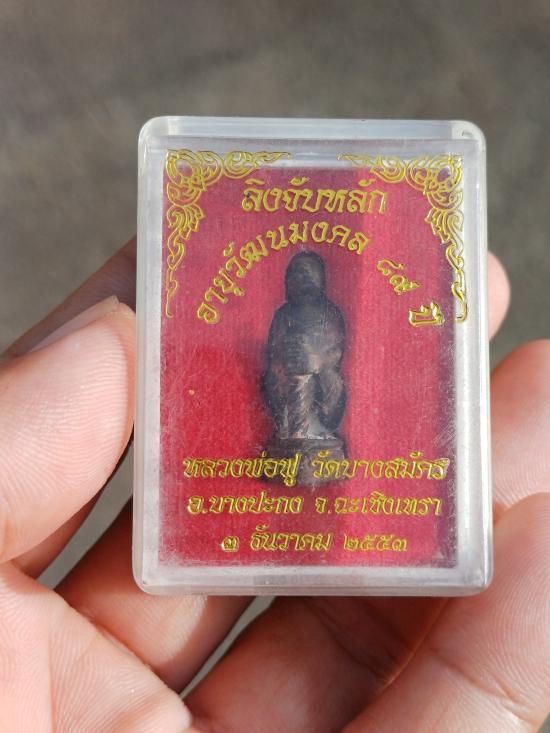 ลิงจับหลัก
อายุวัฒนมงคล ๘๙ ปี
หลวงพ่อฟู วัดบางสมัคร
อ.บางปะกง จ.ฉะเชิงเทรา
๓ ธันวาคม ๒๕๕๓